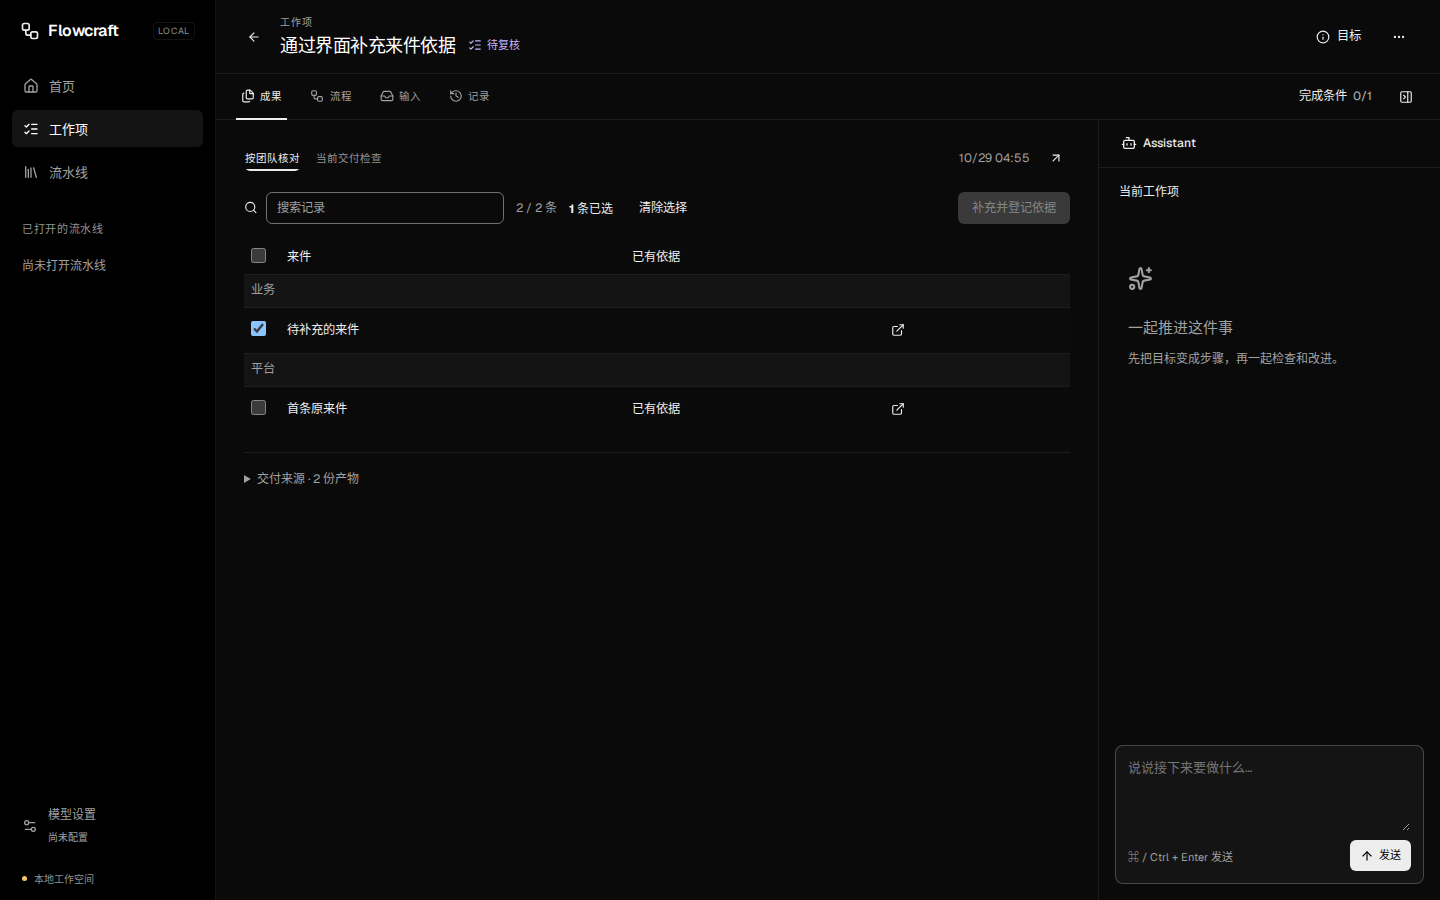 Flowcraft
LOCAL
首页
工作项
流水线
已打开的流水线
尚未打开流水线
模型设置
尚未配置
本地工作空间
工作项
通过界面补充来件依据
待复核
目标
成果
流程
输入
记录
完成条件 0/1
按团队核对
当前交付检查
10/29 04:55
搜索记录
2 / 2 条
1 条已选
清除选择
补充并登记依据
来件
已有依据
业务
待补充的来件
平台
首条原来件
已有依据
交付来源 · 2 份产物
Assistant
当前工作项
一起推进这件事
先把目标变成步骤，再一起检查和改进。
说说接下来要做什么...
⌘ / Ctrl + Enter 发送
发送